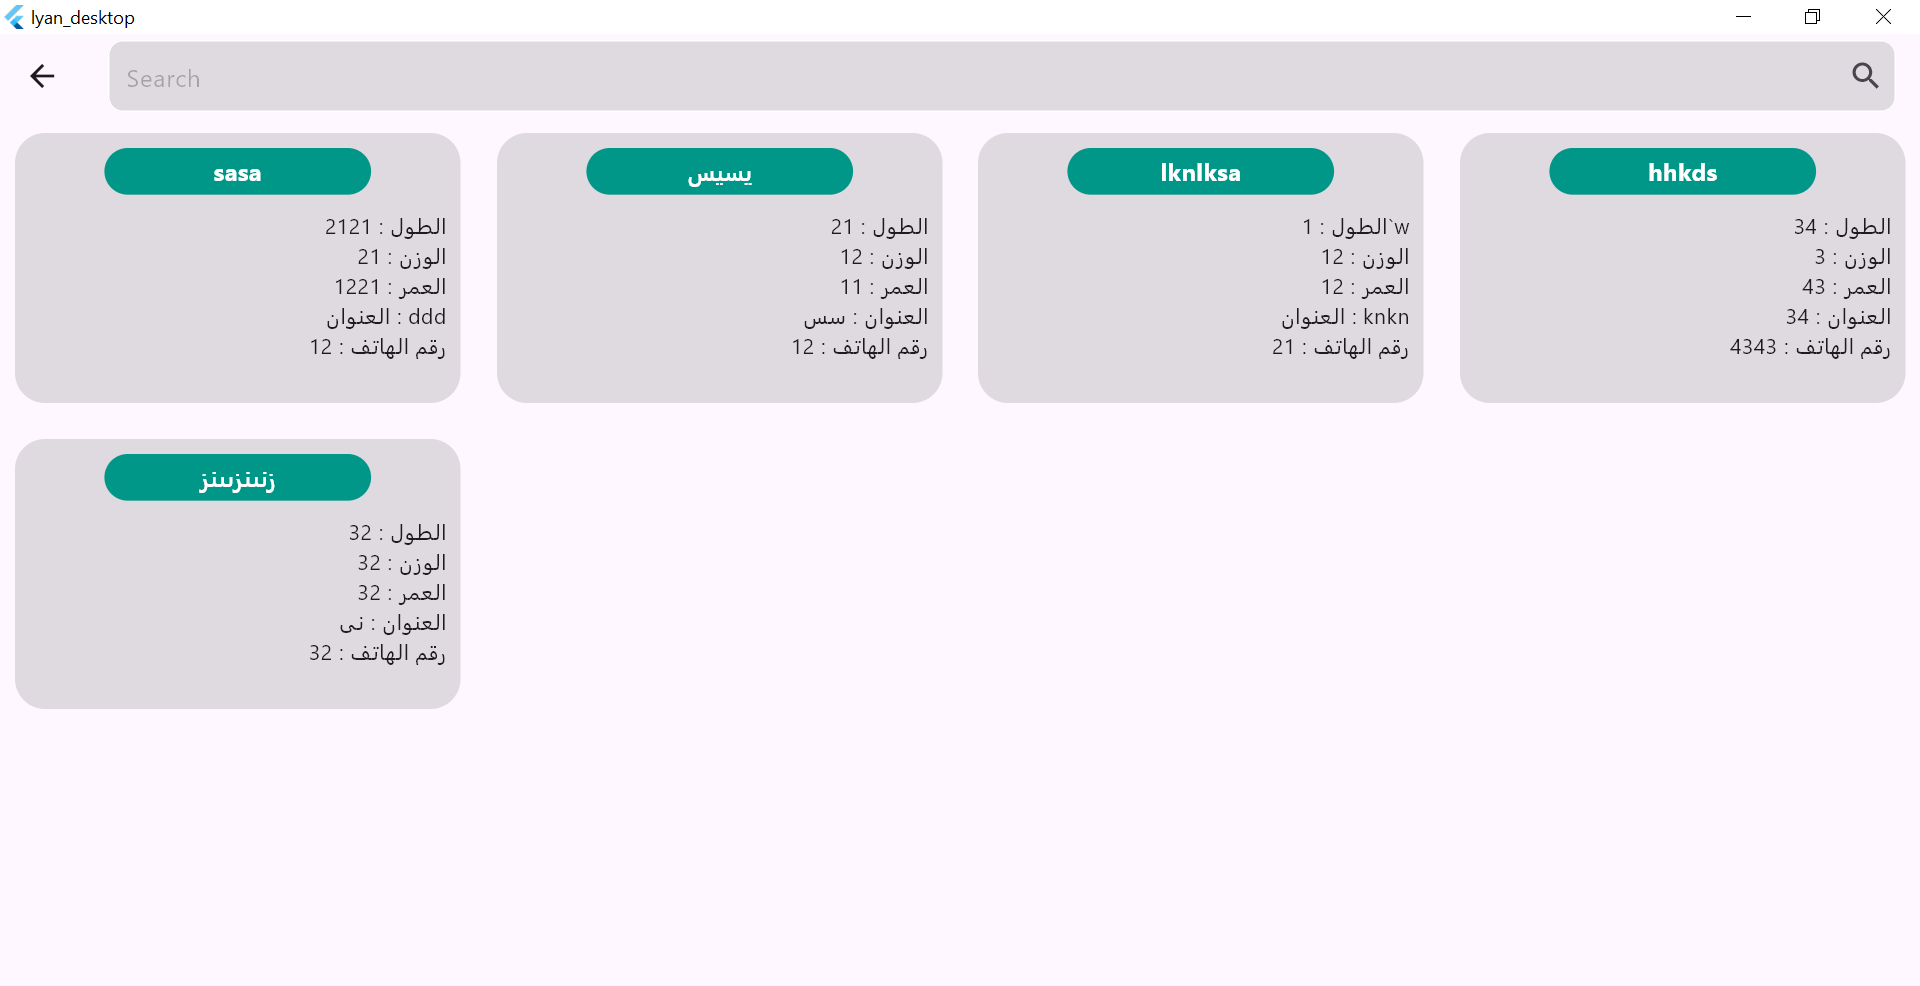 lyan_desktop
Search
sasa
الطول : 2121
الوزن : 21
العمر : 1221
ddd : العنوان
رقم الهاتف : 12
يسيس
الطول : 21
الوزن : 12
العمر : 11
العنوان : سس
رقم الهاتف : 12
lknlksa
الطول : 1`w
الوزن : 12
العمر : 12
knkn : العنوان
رقم الهاتف : 21
hhkds
الطول : 34
الوزن : 3
العمر : 43
العنوان : 34
رقم الهاتف : 4343
الطول : 32
الوزن : 32
العمر : 32
العنوان : نى
رقم الهاتف : 32